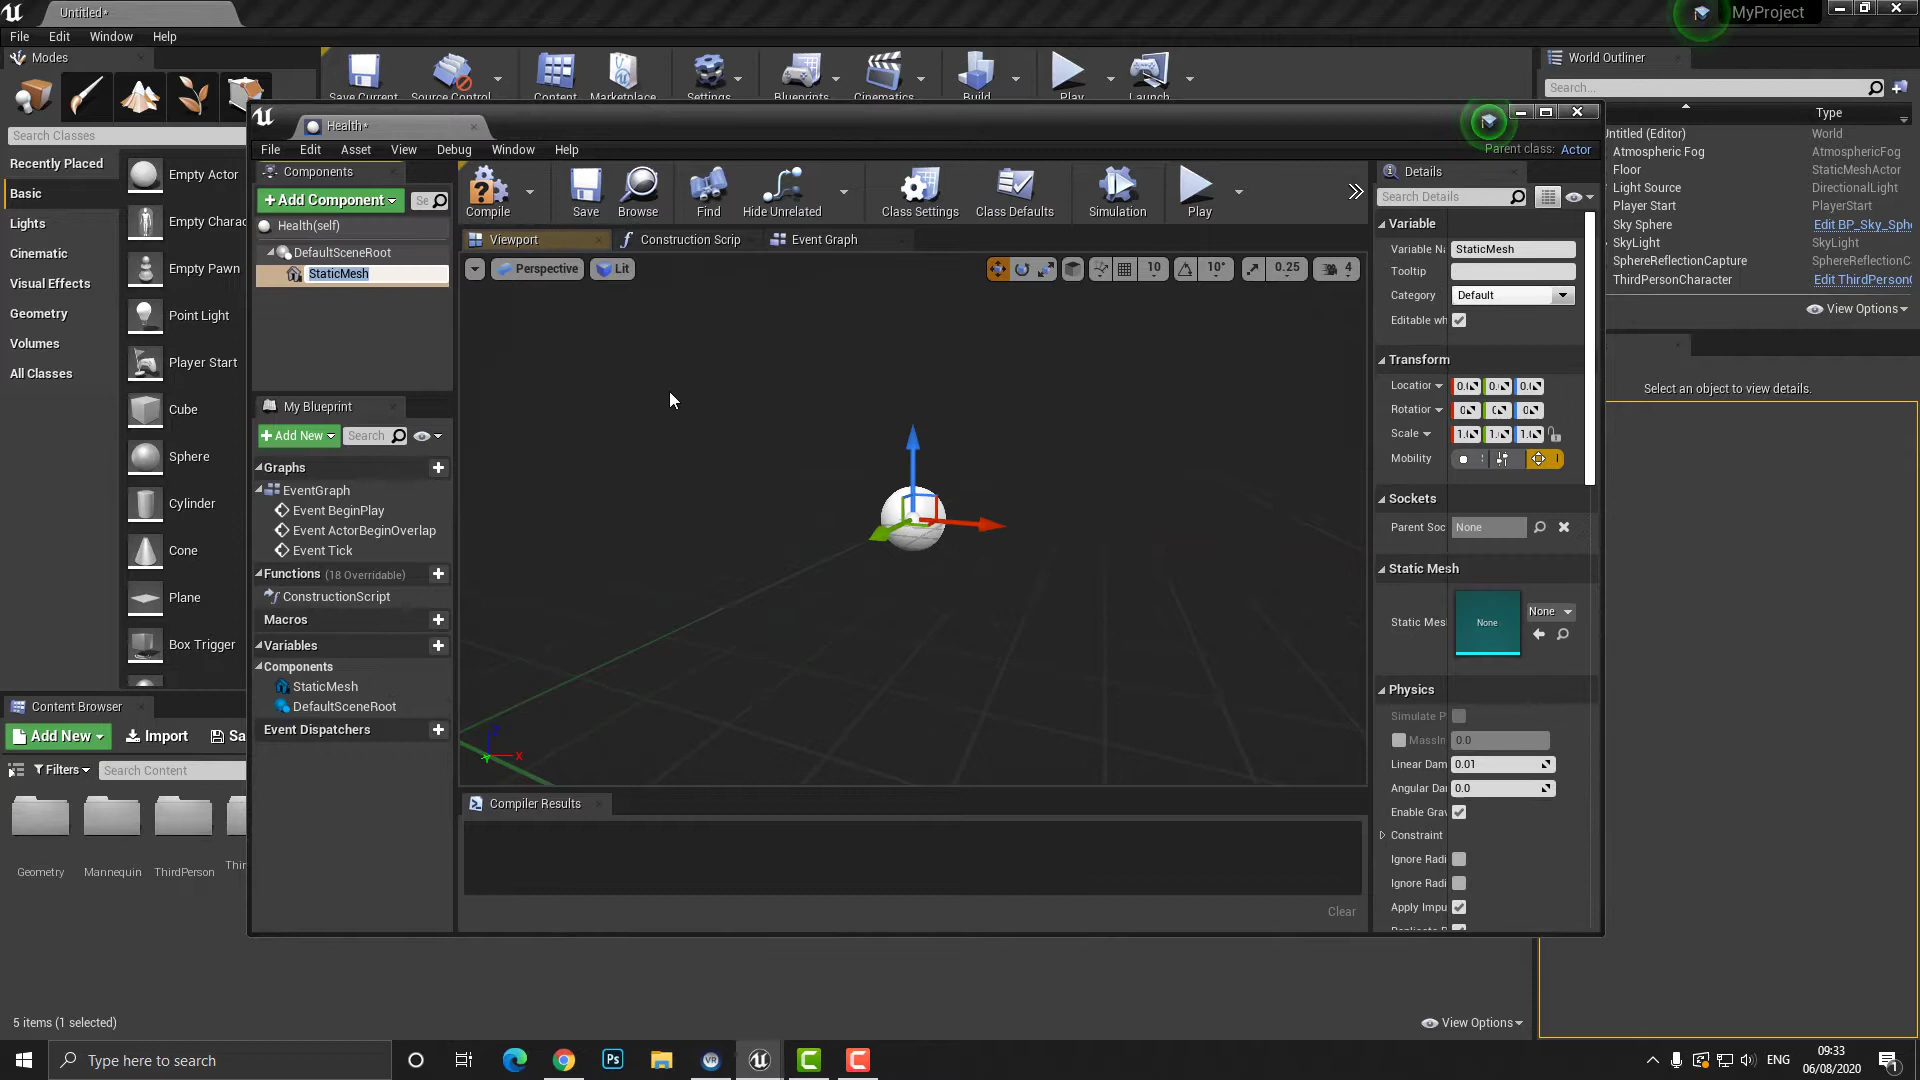 Untitled*
MyProject
File Edit Window Help
Modes
Save Current
Source Control
Content
Marketplace
Settings
Blueprints
Cinematics
Build
Play
Launch
World Outliner
Search...
Type
Untitled (Editor) World
Atmospheric Fog AtmosphericFog
Floor StaticMeshActor
Light Source DirectionalLight
Player Start PlayerStart
Sky Sphere Edit BP_Sky_Sph
SkyLight SkyLight
SphereReflectionCapture SphereReflectionC
ThirdPersonCharacter Edit ThirdPerson
View Options
Select an object to view details.
Search Classes
Recently Placed
Basic
Lights
Cinematic
Visual Effects
Geometry
Volumes
All Classes
Empty Actor
Empty Charac
Empty Pawn
Point Light
Player Start
Cube
Sphere
Cylinder
Cone
Plane
Box Trigger
Health*
File Edit Asset View Debug Window Help
Parent class: Actor
Components
+Add Component
Se
Health(self)
DefaultSceneRoot
StaticMesh
Compile
Save
Browse
Find
Hide Unrelated
Class Settings
Class Defaults
Simulation
Play
Viewport
Construction Scrip
Event Graph
Perspective
Lit
10
10°
0.25
4
My Blueprint
+Add New
Search
Graphs
EventGraph
Event BeginPlay
Event ActorBeginOverlap
Event Tick
Functions (18 Overridable)
ConstructionScript
Macros
Variables
Components
StaticMesh
DefaultSceneRoot
Event Dispatchers
Z
X
Y
Compiler Results
Clear
Details
Search Details
Variable
Variable Na StaticMesh
Tooltip
Category Default
Editable wh
Transform
Location 0.( 0. 0.(
Rotation 0 0 0
Scale 1.( 1. 1.(
Mobility
Sockets
Parent Soc None
Static Mesh
Static Mes None None
Physics
Simulate P
MassIn 0.0
Linear Dam 0.01
Angular Da 0.0
Enable Grav
Constraint
Ignore Radi
Ignore Radi
Apply Impu
Content Browser
Add New
Import
Sa
Filters
Search Content
Geometry
Mannequin
ThirdPerson
Thir
5 items (1 selected)
View Options
Type here to search
Ps
ENG
09:33
06/08/2020
1